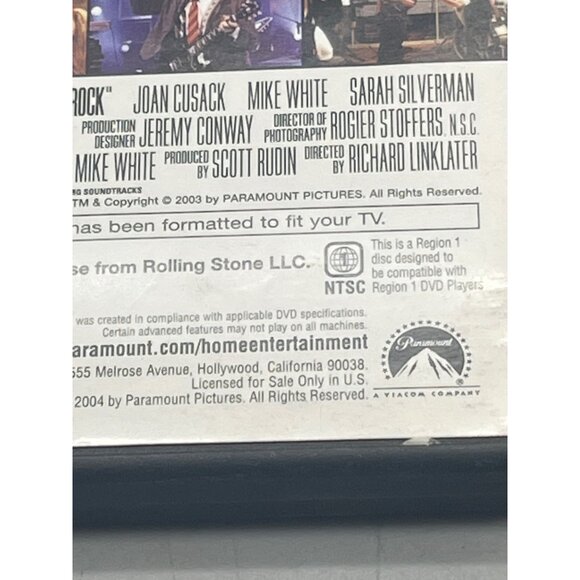 ROCK" JOAN CUSACK MIKE WHITE SARAH SILVERMAN
PRODUCTION DESIGNER JEREMY CONWAY DIRECTOR OF PHOTOGRAPHY ROGIER STOFFERS, N.S.C.
MIKE WHITE PRODUCED BY SCOTT RUDIN DIRECTED BY RICHARD LINKLATER
SOUNDTRACKS
TM & Copyright © 2003 by PARAMOUNT PICTURES. All Rights Reserved.
has been formatted to fit your TV.
se from Rolling Stone LLC.
1
NTSC
This is a Region 1
disc designed to
be compatible with
Region 1 DVD Players
was created in compliance with applicable DVD specifications.
Certain advanced features may not play on all machines.
aramount.com/homeentertainment
555 Melrose Avenue, Hollywood, California 90038.
Licensed for Sale Only in U.S.
2004 by Paramount Pictures. All Rights Reserved.
Paramount
®
A VIACOM COMPANY